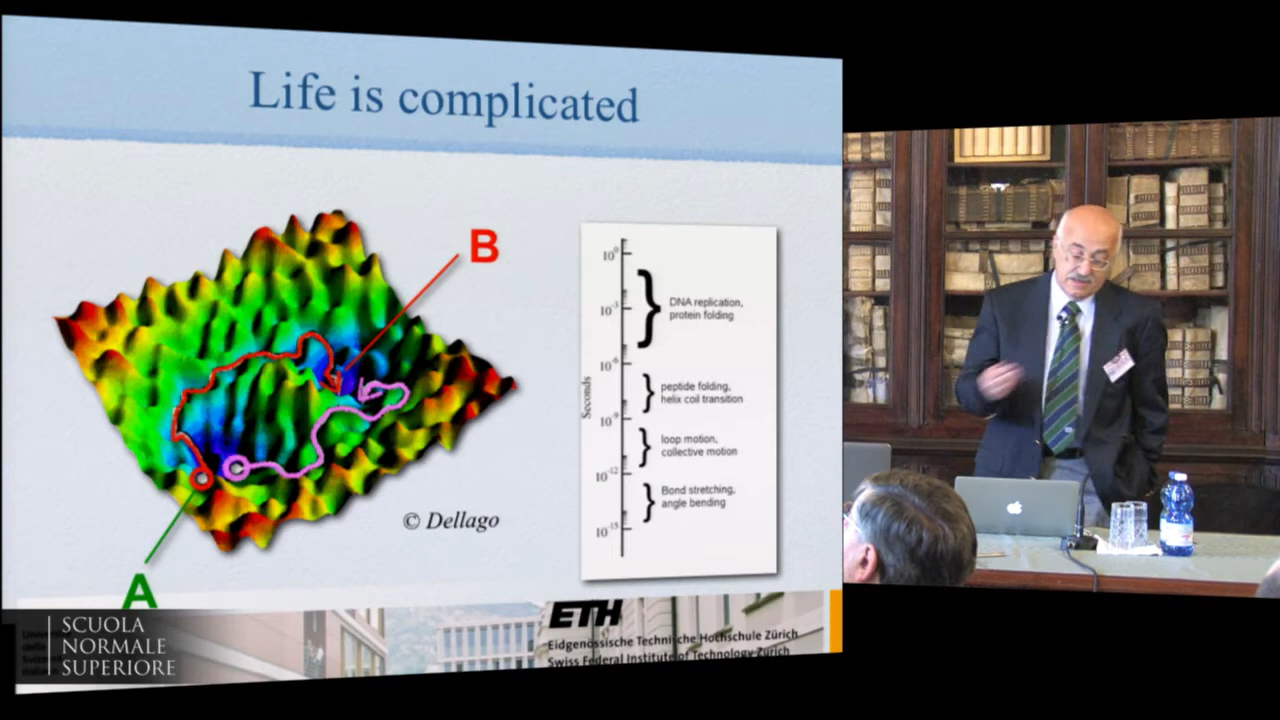 Life is complicated
B
A
© Dellago
Seconds
10⁰
10⁻³
10⁻⁶
10⁻⁹
10⁻¹²
10⁻¹⁵
DNA replication,
protein folding
peptide folding,
helix coil transition
loop motion,
collective motion
Bond stretching,
angle bending
ETH
Eidgenössische Technische Hochschule Zürich
Swiss Federal Institute of Technology Zurich
SCUOLA
NORMALE
SUPERIORE